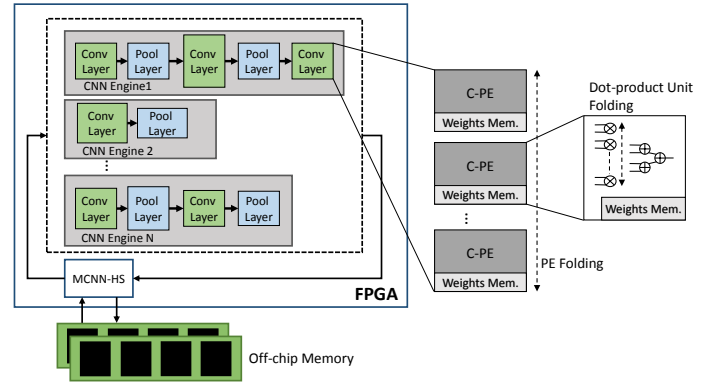 Conv
Layer
Pool
Layer
Conv
Layer
Pool
Layer
Conv
Layer
CNN Engine1
Conv
Layer
Pool
Layer
CNN Engine 2
⋮
Conv
Layer
Pool
Layer
Conv
Layer
Pool
Layer
CNN Engine N
MCNN-HS
FPGA
Off-chip Memory
C-PE
Weights Mem.
C-PE
Weights Mem.
⋮
C-PE
Weights Mem.
PE Folding
Dot-product Unit
Folding
Weights Mem.